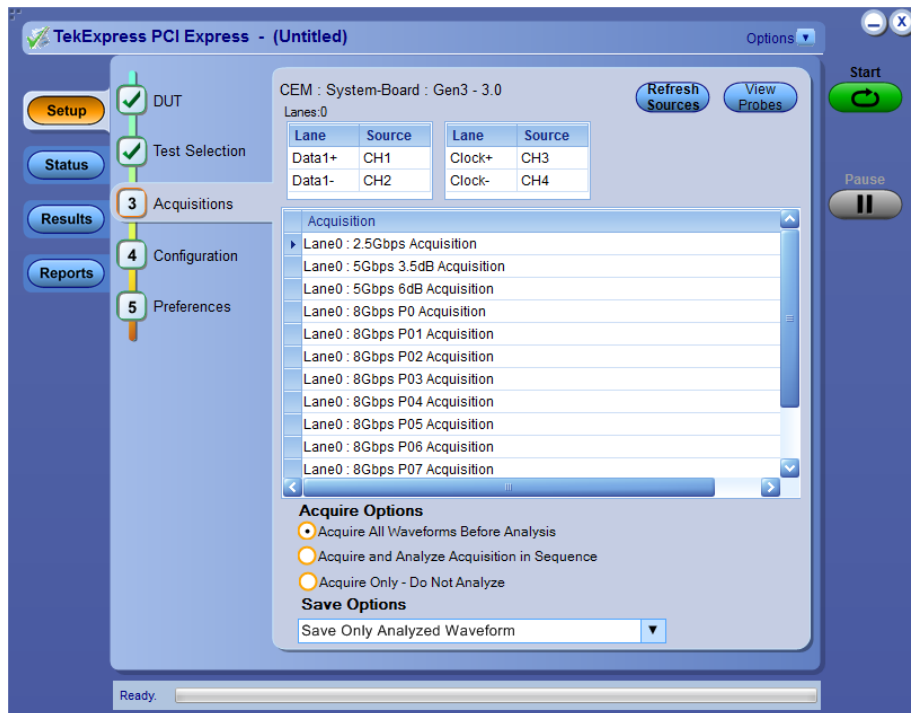 TekExpress PCI Express - (Untitled)
Options
Start
Pause
Setup
Status
Results
Reports
DUT
Test Selection
3 Acquisitions
4 Configuration
5 Preferences
CEM : System-Board : Gen3 - 3.0
Lanes:0
Refresh Sources
View Probes
Lane Source Lane Source
Data1+ CH1 Clock+ CH3
Data1- CH2 Clock- CH4
Acquisition
Lane0 : 2.5Gbps Acquisition
Lane0 : 5Gbps 3.5dB Acquisition
Lane0 : 5Gbps 6dB Acquisition
Lane0 : 8Gbps P0 Acquisition
Lane0 : 8Gbps P01 Acquisition
Lane0 : 8Gbps P02 Acquisition
Lane0 : 8Gbps P03 Acquisition
Lane0 : 8Gbps P04 Acquisition
Lane0 : 8Gbps P05 Acquisition
Lane0 : 8Gbps P06 Acquisition
Lane0 : 8Gbps P07 Acquisition
Acquire Options
Acquire All Waveforms Before Analysis
Acquire and Analyze Acquisition in Sequence
Acquire Only - Do Not Analyze
Save Options
Save Only Analyzed Waveform
Ready.